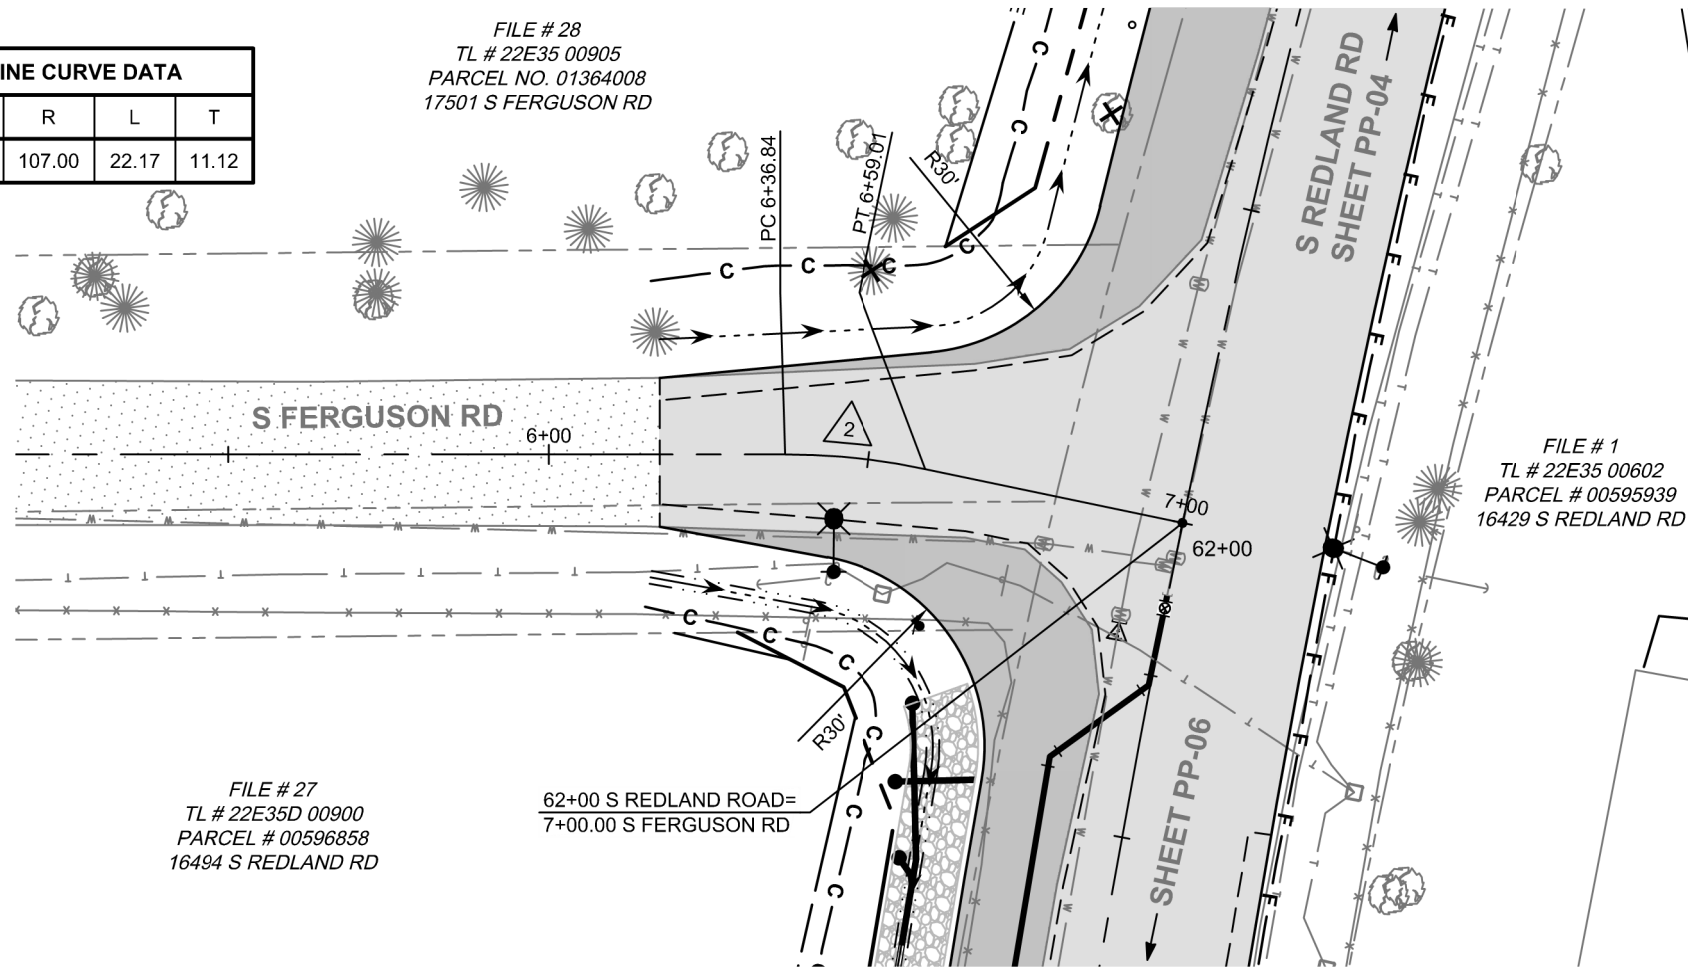 FILE # 28
TL # 22E35 00905
PARCEL NO. 01364008
17501 S FERGUSON RD
INE CURVE DATA
R L T
107.00 22.17 11.12
PC 6+36.84
PT 6+59.01
R30'
S REDLAND RD
SHEET PP-04
S FERGUSON RD
6+00
2
7+00
62+00
FILE # 1
TL # 22E35 00602
PARCEL # 00595939
16429 S REDLAND RD
R30'
62+00 S REDLAND ROAD=
7+00.00 S FERGUSON RD
SHEET PP-06
FILE # 27
TL # 22E35D 00900
PARCEL # 00596858
16494 S REDLAND RD